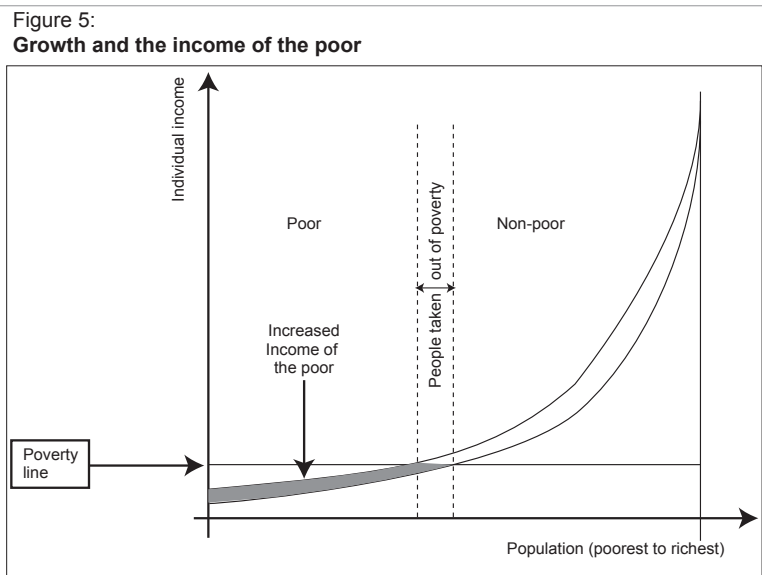 Figure 5:
Growth and the income of the poor
Individual income
Poor
People taken out of poverty
Non-poor
Increased
Income of
the poor
Poverty
line
Population (poorest to richest)